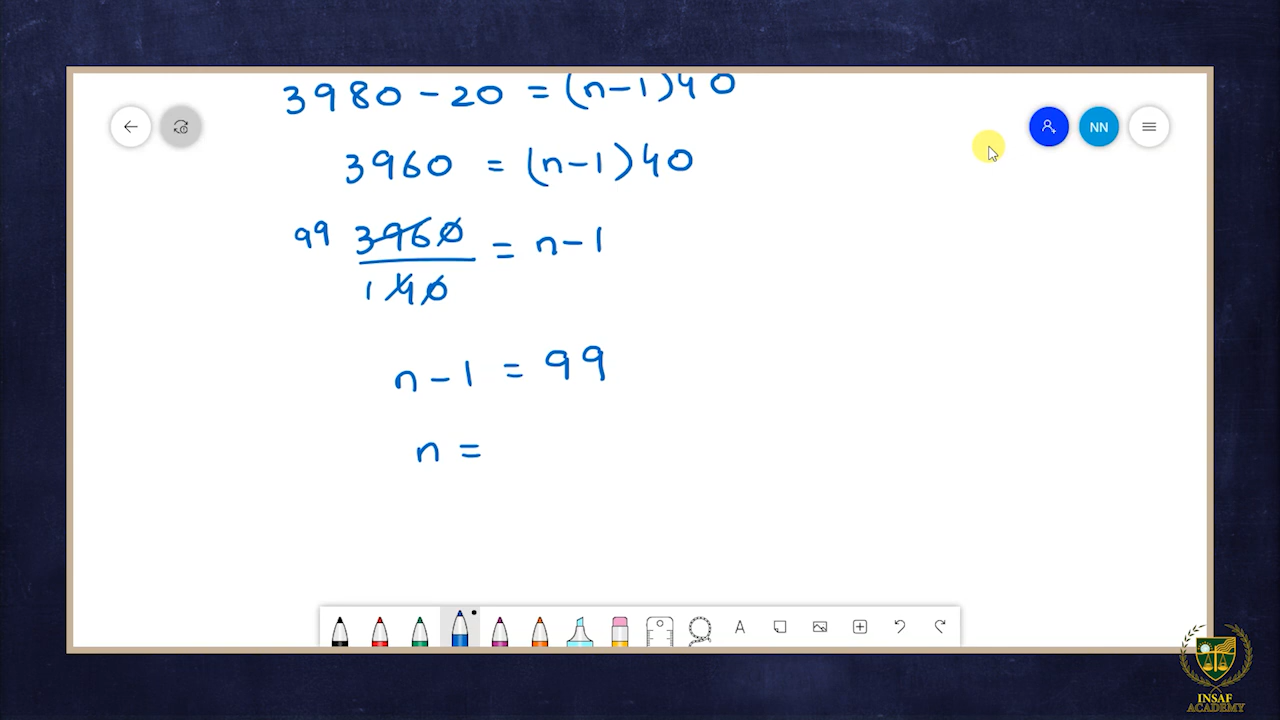 3980 - 20 = (n-1)40
NN
3960 = (n-1)40
99 3960 = n-1
140
n-1 = 99
n =
A
INSAF
ACADEMY